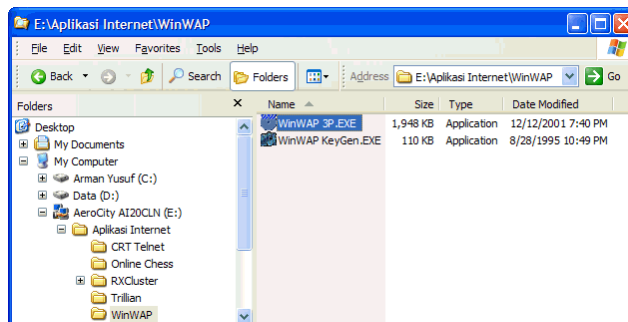 E:\Aplikasi Internet\WinWAP
File Edit View Favorites Tools Help
Back Search Folders Address E:\Aplikasi Internet\WinWAP Go
Folders
Name Size Type Date Modified
Desktop
My Documents
My Computer
Arman Yusuf (C:)
Data (D:)
AeroCity AI20CLN (E:)
Aplikasi Internet
CRT Telnet
Online Chess
RXCluster
Trillian
WinWAP
WinWAP 3P.EXE 1,948 KB Application 12/12/2001 7:40 PM
WinWAP KeyGen.EXE 110 KB Application 8/28/1995 10:49 PM